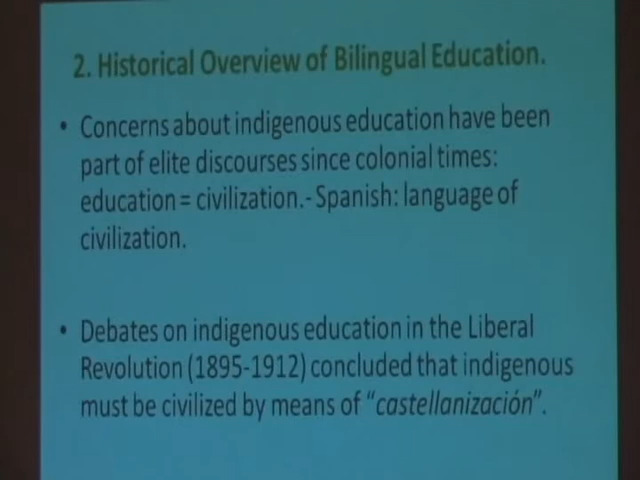 2. Historical Overview of Bilingual Education.
• Concerns about indigenous education have been
part of elite discourses since colonial times:
education = civilization.- Spanish: language of
civilization.
• Debates on indigenous education in the Liberal
Revolution (1895-1912) concluded that indigenous
must be civilized by means of “castellanización”.